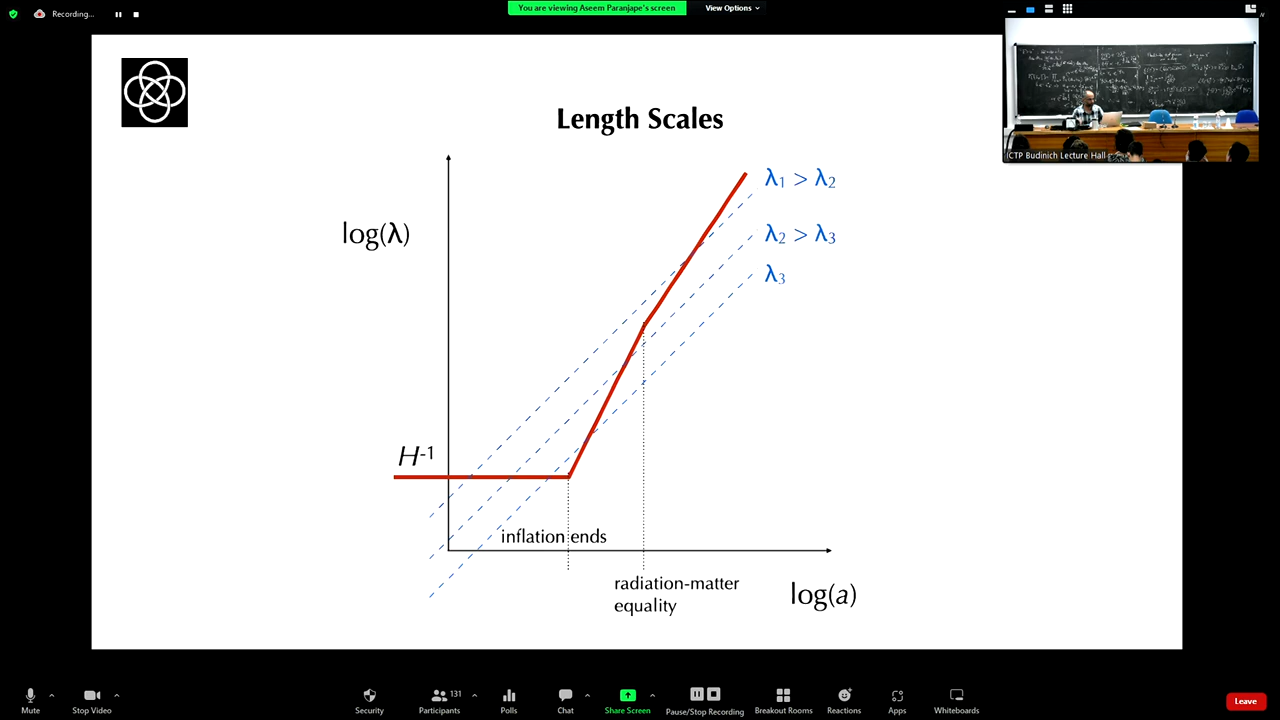 Recording...
You are viewing Aseem Paranjape's screen
View Options
ICTP Budinich Lecture Hall
Length Scales
log(λ)
λ1 > λ2
λ2 > λ3
λ3
H-1
inflation ends
radiation-matter
equality
log(a)
Mute
Stop Video
Security
Participants
131
Polls
Chat
Share Screen
Pause/Stop Recording
Breakout Rooms
Reactions
Apps
Whiteboards
Leave